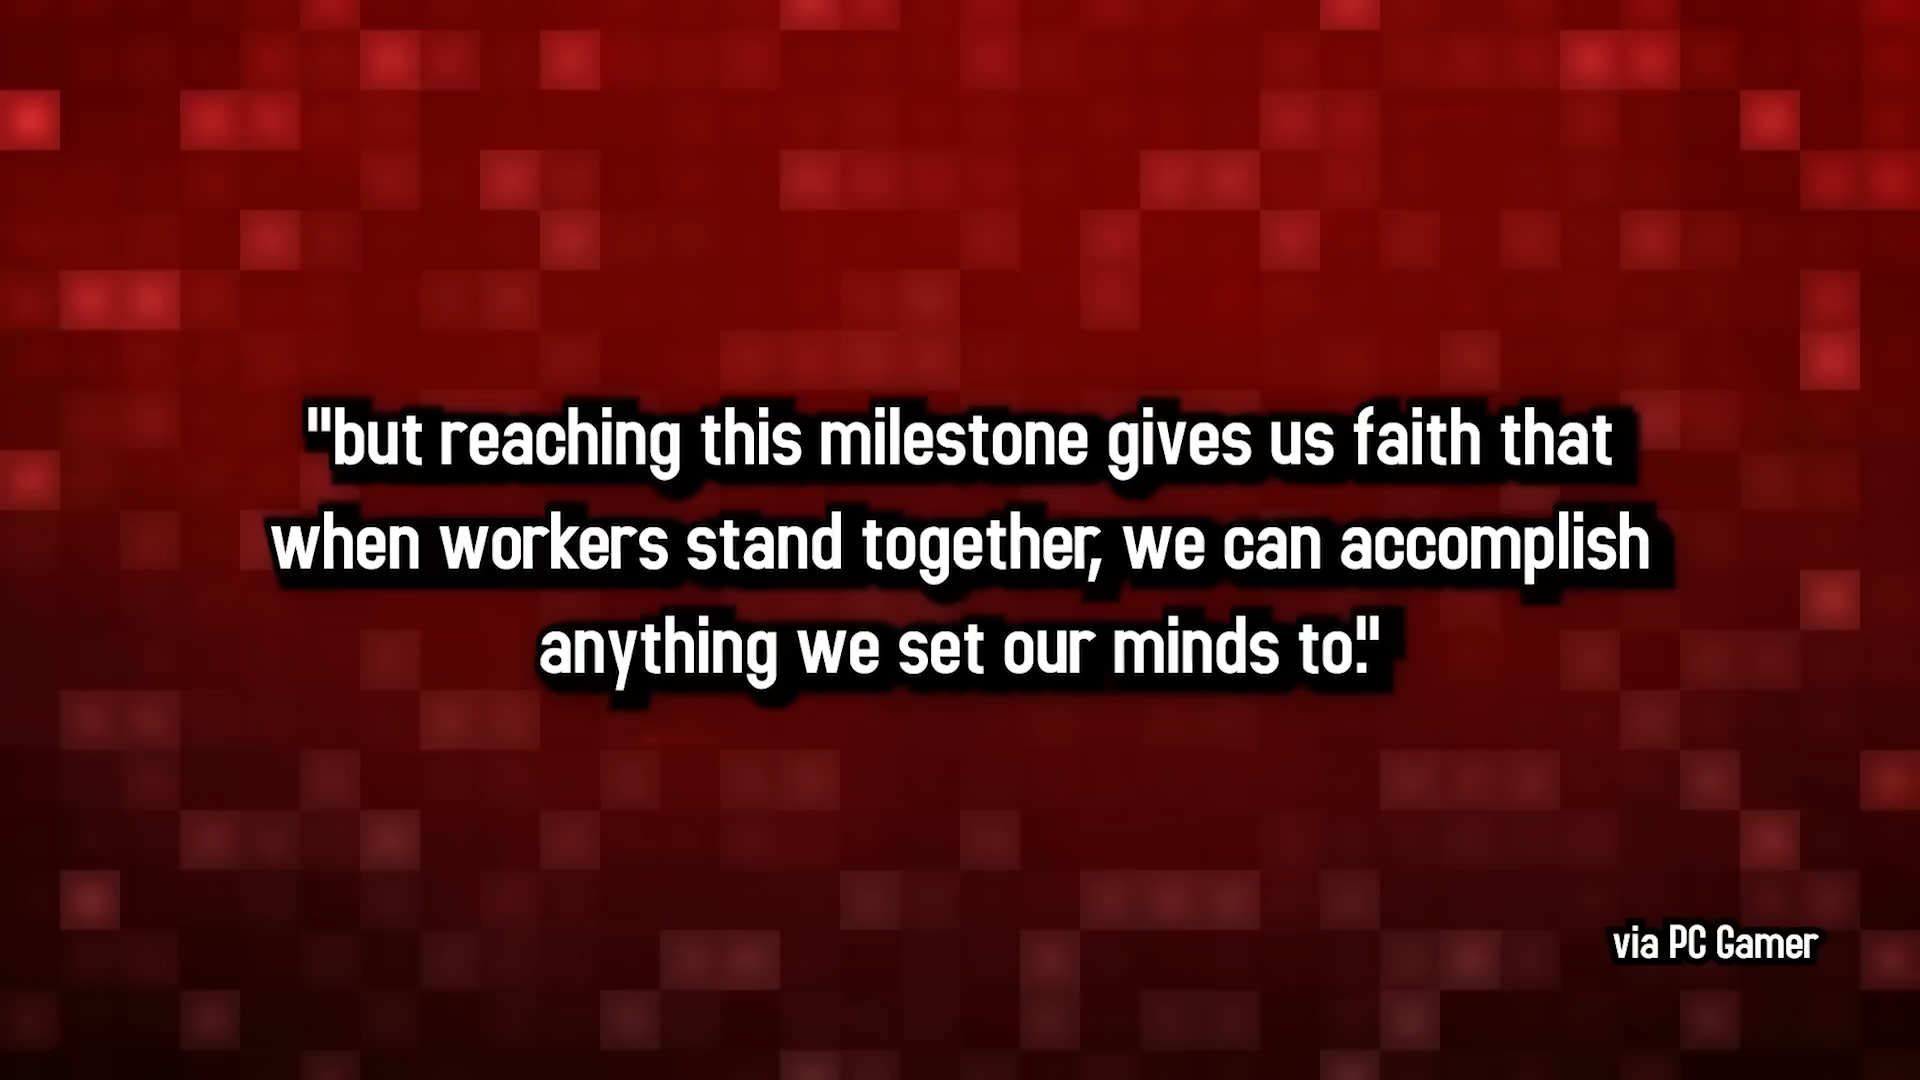 "but reaching this milestone gives us faith that
when workers stand together, we can accomplish
anything we set our minds to."
via PC Gamer